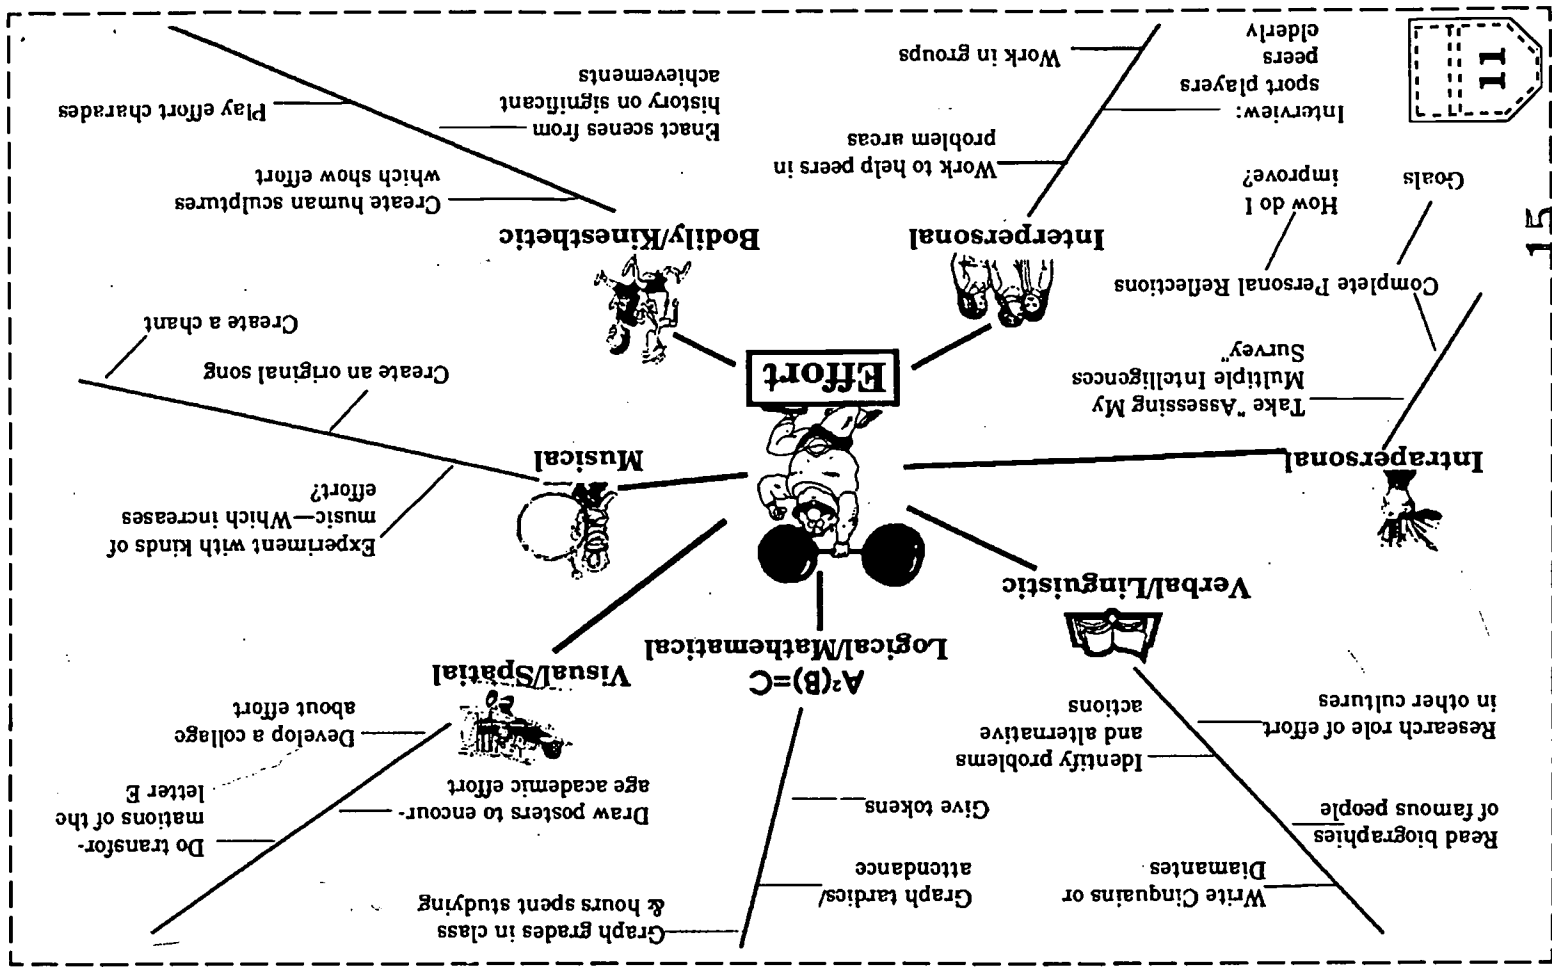 Write Cinquains or
Diamantes
Read biographies
of famous people
Identify problems
and alternative
actions
Research role of effort
in other cultures
Verbal/Linguistic
Graph grades in class
& hours spent studying
Graph tardies/
attendance
Give tokens
A²(B)=C
Logical/Mathematical
Do transfor-
mations of the
letter E
Draw posters to encour-
age academic effort
Develop a collage
about effort
Visual/Spatial
Intrapersonal
Take "Assessing My
Multiple Intelligences
Survey"
Complete Personal Reflections
Goals
How do I
improve?
Effort
Musical
Experiment with kinds of
music—Which increases
effort?
Create an original song
Create a chant
Interpersonal
Work to help peers in
problem areas
Interview:
sport players
peers
elderly
Work in groups
Bodily/Kinesthetic
Create human sculptures
which show effort
Enact scenes from
history on significant
achievements
Play effort charades
11
15